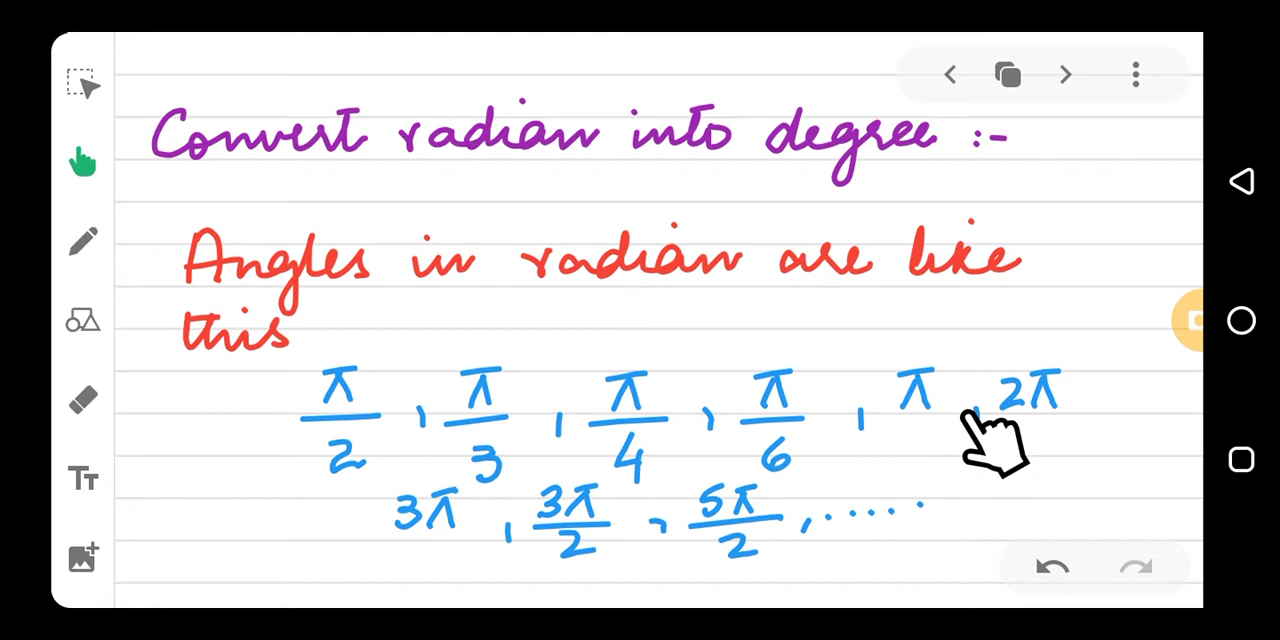 Convert radian into degree :-
Angles in radian are like
this
π/2 , π/3 , π/4 , π/6 , π , 2π
3π , 3π/2 , 5π/2 , ......
Tт